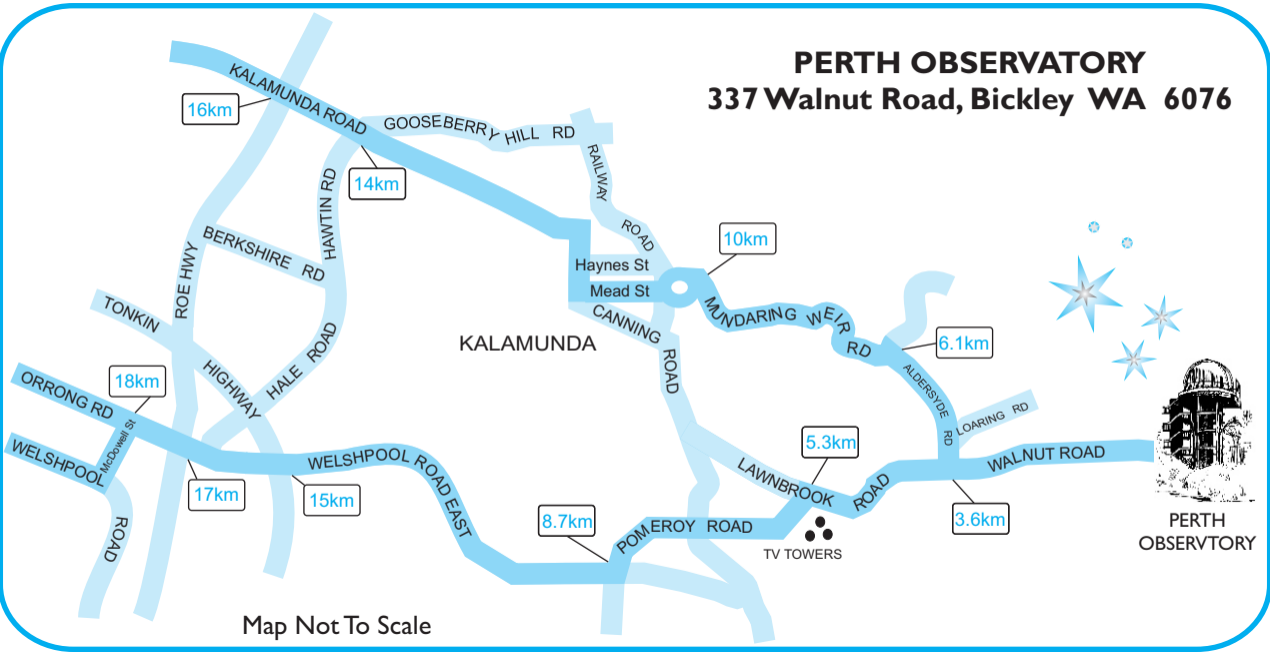 PERTH OBSERVATORY
337 Walnut Road, Bickley WA 6076
KALAMUNDA ROAD
16km
GOOSEBERRY HILL RD
14km
RAILWAY
ROAD
HAWTIN RD
BERKSHIRE RD
ROE HWY
10km
Haynes St
Mead St
CANNING
ROAD
MUNDARING WEIR
RD
TONKIN
HIGHWAY
KALAMUNDA
6.1km
HALE ROAD
ALDERSYDE
RD
ORRONG RD
18km
McDowell St
LOARING RD
WELSHPOOL
ROAD
WELSHPOOL ROAD EAST
5.3km
LAWNBROOK
ROAD
WALNUT ROAD
17km
15km
8.7km
POMEROY ROAD
3.6km
TV TOWERS
PERTH
OBSERVTORY
Map Not To Scale